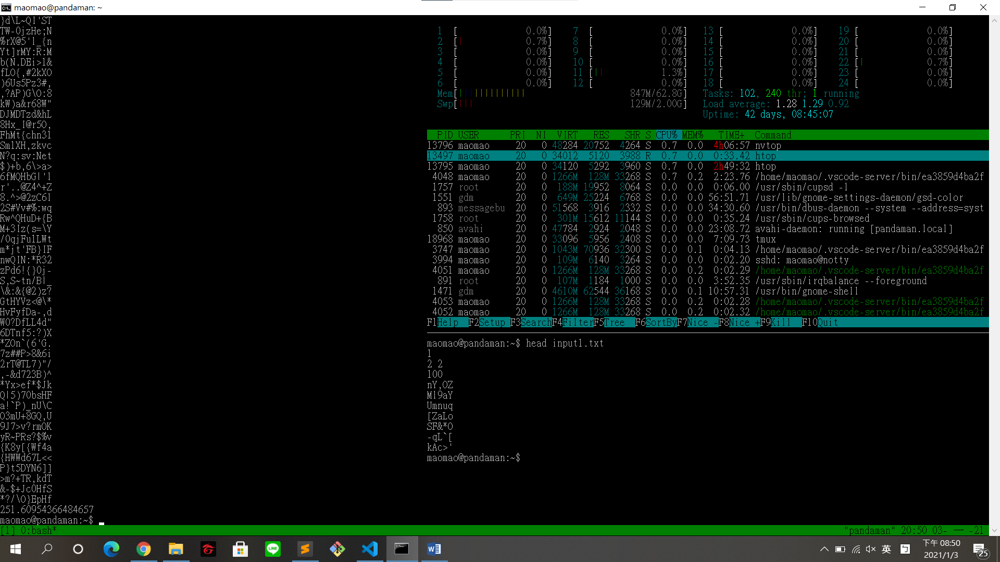 maomao@pandaman: ~
}d\L~QI'ST
TW-0jzHe;N
%rX@5'l_{n
Yt]rMY:R:M
b(N.DEi>l&
fLO{,#2kXO
)6Us5Pz3#,
,?AP)G\O:8
kW)a&r68W"
DJMDTzd&hL
8Hx_I@r5O,
FhMt{chn31
SmlXH,zkvc
N?q:sv:Net
$)+b,6\>a>
6fMQHbG|'l
r'..@Z4^+Z
8.^>@2zC6l
2S#Vv#%:wq
Rw^QHuD+{B
M+3Iz(s=\Y
/0qjFulLWt
m*jt'FB}IF
nwQIN:*R32
zPd6!{}0j-
S,S~tn/B|_
\&:&{@2)z?
GtHYVz<@\*
HvFyfDa-,d
W0?DfLL4d"
6DTnf5:?)X
*ZOn`(6'G.
7z##P>8&6i
2rT@TL7)"/
,-&d723B)^
*Yx>ef*$Jk
Q|5)70bsHF
a!`P)_nU\C
O3mU+8GQ,U
9J7>v?rmOK
yR~PRs?$%v
{K8y[{Wf4a
{HWWd67L<<
P}t5DYN6]]
>m?+TR,kdT
&-$+Jc0HfS
*?/\O}EpHf
251.60954366484657
maomao@pandaman:~$
1 [ 0.0%] 7 [ 0.0%] 13 [ 0.0%] 19 [ 0.0%]
2 [| 0.7%] 8 [ 0.0%] 14 [ 0.0%] 20 [ 0.0%]
3 [ 0.0%] 9 [ 0.0%] 15 [ 0.0%] 21 [ 0.0%]
4 [ 0.0%] 10 [ 0.0%] 16 [ 0.0%] 22 [| 0.7%]
5 [ 0.0%] 11 [|| 1.3%] 17 [ 0.0%] 23 [ 0.0%]
6 [ 0.0%] 12 [ 0.0%] 18 [ 0.0%] 24 [ 0.0%]
Mem[||||||||||||| 847M/62.8G] Tasks: 102, 240 thr; 1 running
Swp[||| 129M/2.00G] Load average: 1.28 1.29 0.92
Uptime: 42 days, 08:45:07
PID USER PRI NI VIRT RES SHR S CPU% MEM% TIME+ Command
13796 maomao 20 0 48284 20752 4264 S 0.7 0.0 4h06:57 nvtop
13497 maomao 20 0 34012 5120 3988 R 0.7 0.0 0:33.42 htop
13795 maomao 20 0 34120 5292 3960 S 0.7 0.0 2h49:32 htop
4048 maomao 20 0 1266M 128M 33268 S 0.7 0.2 2:23.76 /home/maomao/.vscode-server/bin/ea3859d4ba2f
1757 root 20 0 188M 19952 8064 S 0.0 0.0 0:06.00 /usr/sbin/cupsd -l
1551 gdm 20 0 649M 25224 6768 S 0.0 0.0 56:51.71 /usr/lib/gnome-settings-daemon/gsd-color
893 messagebu 20 0 51568 3916 2332 S 0.0 0.0 34:30.60 /usr/bin/dbus-daemon --system --address=syst
1758 root 20 0 301M 15612 11144 S 0.0 0.0 0:35.24 /usr/sbin/cups-browsed
850 avahi 20 0 47784 2924 2048 S 0.0 0.0 23:08.72 avahi-daemon: running [pandaman.local]
18968 maomao 20 0 33096 5956 2408 S 0.0 0.0 7:09.73 tmux
3747 maomao 20 0 1043M 70936 32300 S 0.0 0.1 0:04.13 /home/maomao/.vscode-server/bin/ea3859d4ba2f
3994 maomao 20 0 109M 6140 3264 S 0.0 0.0 0:02.20 sshd: maomao@notty
4051 maomao 20 0 1266M 128M 33268 S 0.0 0.2 0:02.29 /home/maomao/.vscode-server/bin/ea3859d4ba2f
891 root 20 0 107M 1184 1000 S 0.0 0.0 3:52.35 /usr/sbin/irqbalance --foreground
1471 gdm 20 0 4610M 62544 36168 S 0.0 0.1 10:57.31 /usr/bin/gnome-shell
4053 maomao 20 0 1266M 128M 33268 S 0.0 0.2 0:02.28 /home/maomao/.vscode-server/bin/ea3859d4ba2f
4052 maomao 20 0 1266M 128M 33268 S 0.0 0.2 0:02.32 /home/maomao/.vscode-server/bin/ea3859d4ba2f
F1Help F2Setup F3SearchF4FilterF5Tree F6SortByF7Nice -F8Nice +F9Kill F10Quit
maomao@pandaman:~$ head input1.txt
1
2 2
100
nY,OZ
Ml9aY
Umnuq
[ZaLo
SF&*O
-qL`[
kAc>'
maomao@pandaman:~$
[1] 0:bash* "pandaman" 20:50 03- 一 -21
英 下午 08:50
2021/1/3
25